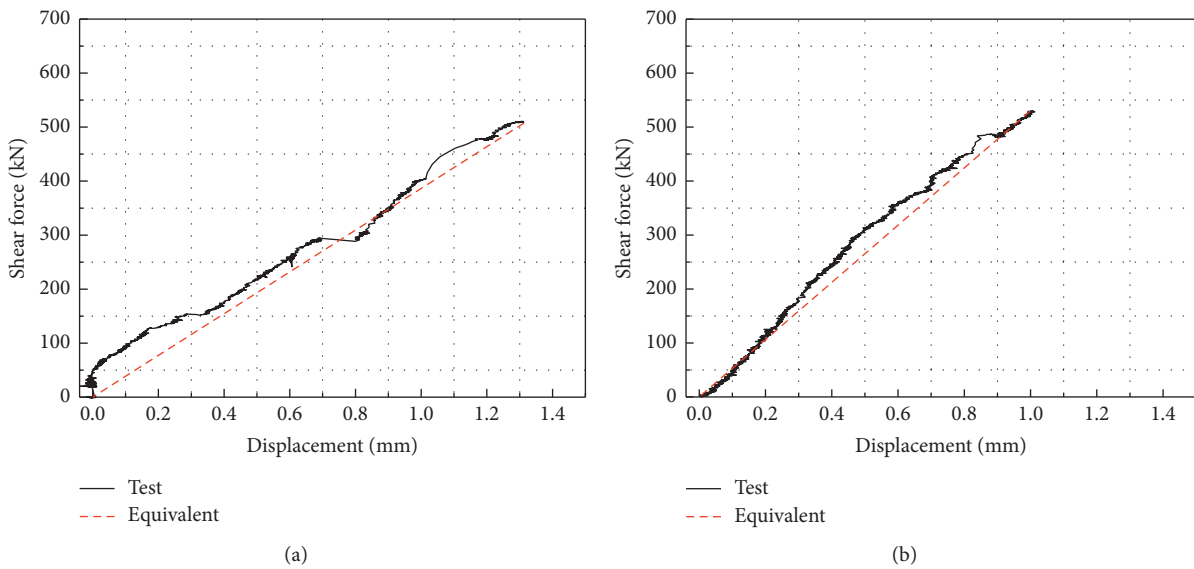 700
600
500
400
300
200
100
0
Shear force (kN)
0.0 0.2 0.4 0.6 0.8 1.0 1.2 1.4
Displacement (mm)
Test
Equivalent
(a)
700
600
500
400
300
200
100
0
Shear force (kN)
0.0 0.2 0.4 0.6 0.8 1.0 1.2 1.4
Displacement (mm)
Test
Equivalent
(b)